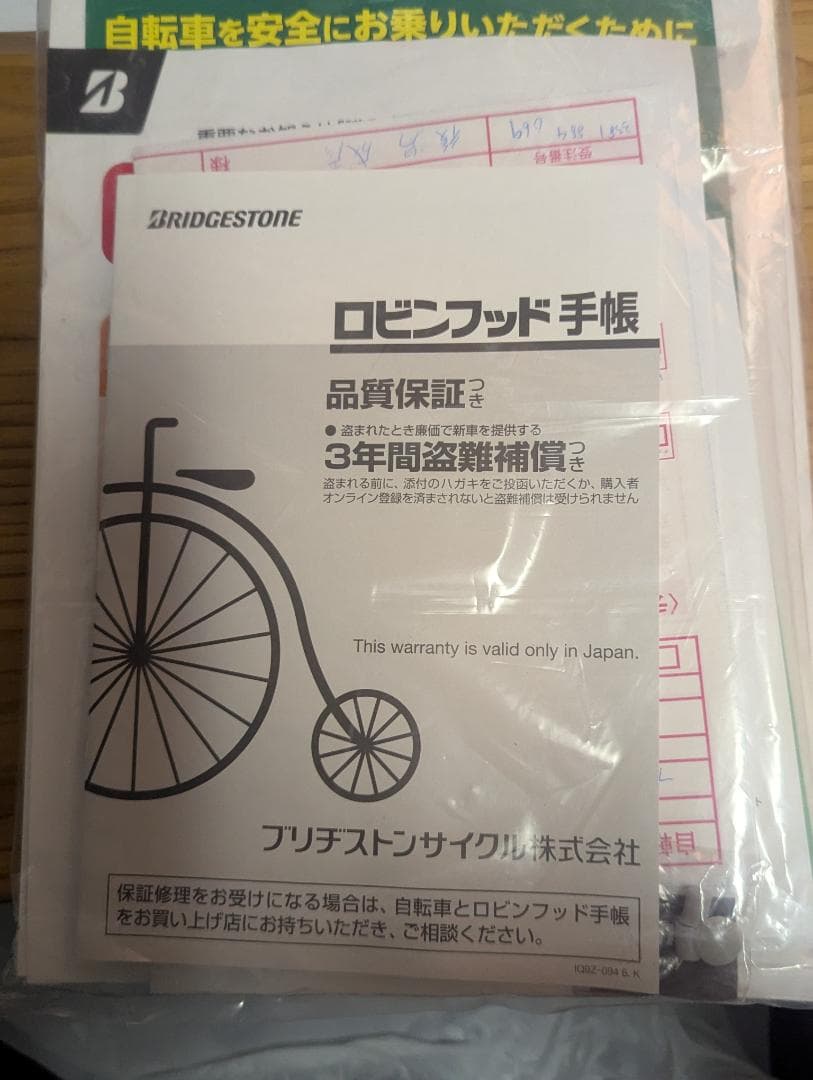 自転車を安全にお乗りいただくために
受注番号
様
BRIDGESTONE
ロビンフッド手帳
品質保証つき
● 盗まれたとき廉価で新車を提供する
3年間盗難補償つき
盗まれる前に、添付のハガキをご投函いただくか、購入者
オンライン登録を済まされないと盗難補償は受けられません
This warranty is valid only in Japan.
ブリヂストンサイクル株式会社
保証修理をお受けになる場合は、自転車とロビンフッド手帳
をお買い上げ店にお持ちいただき、ご相談ください。